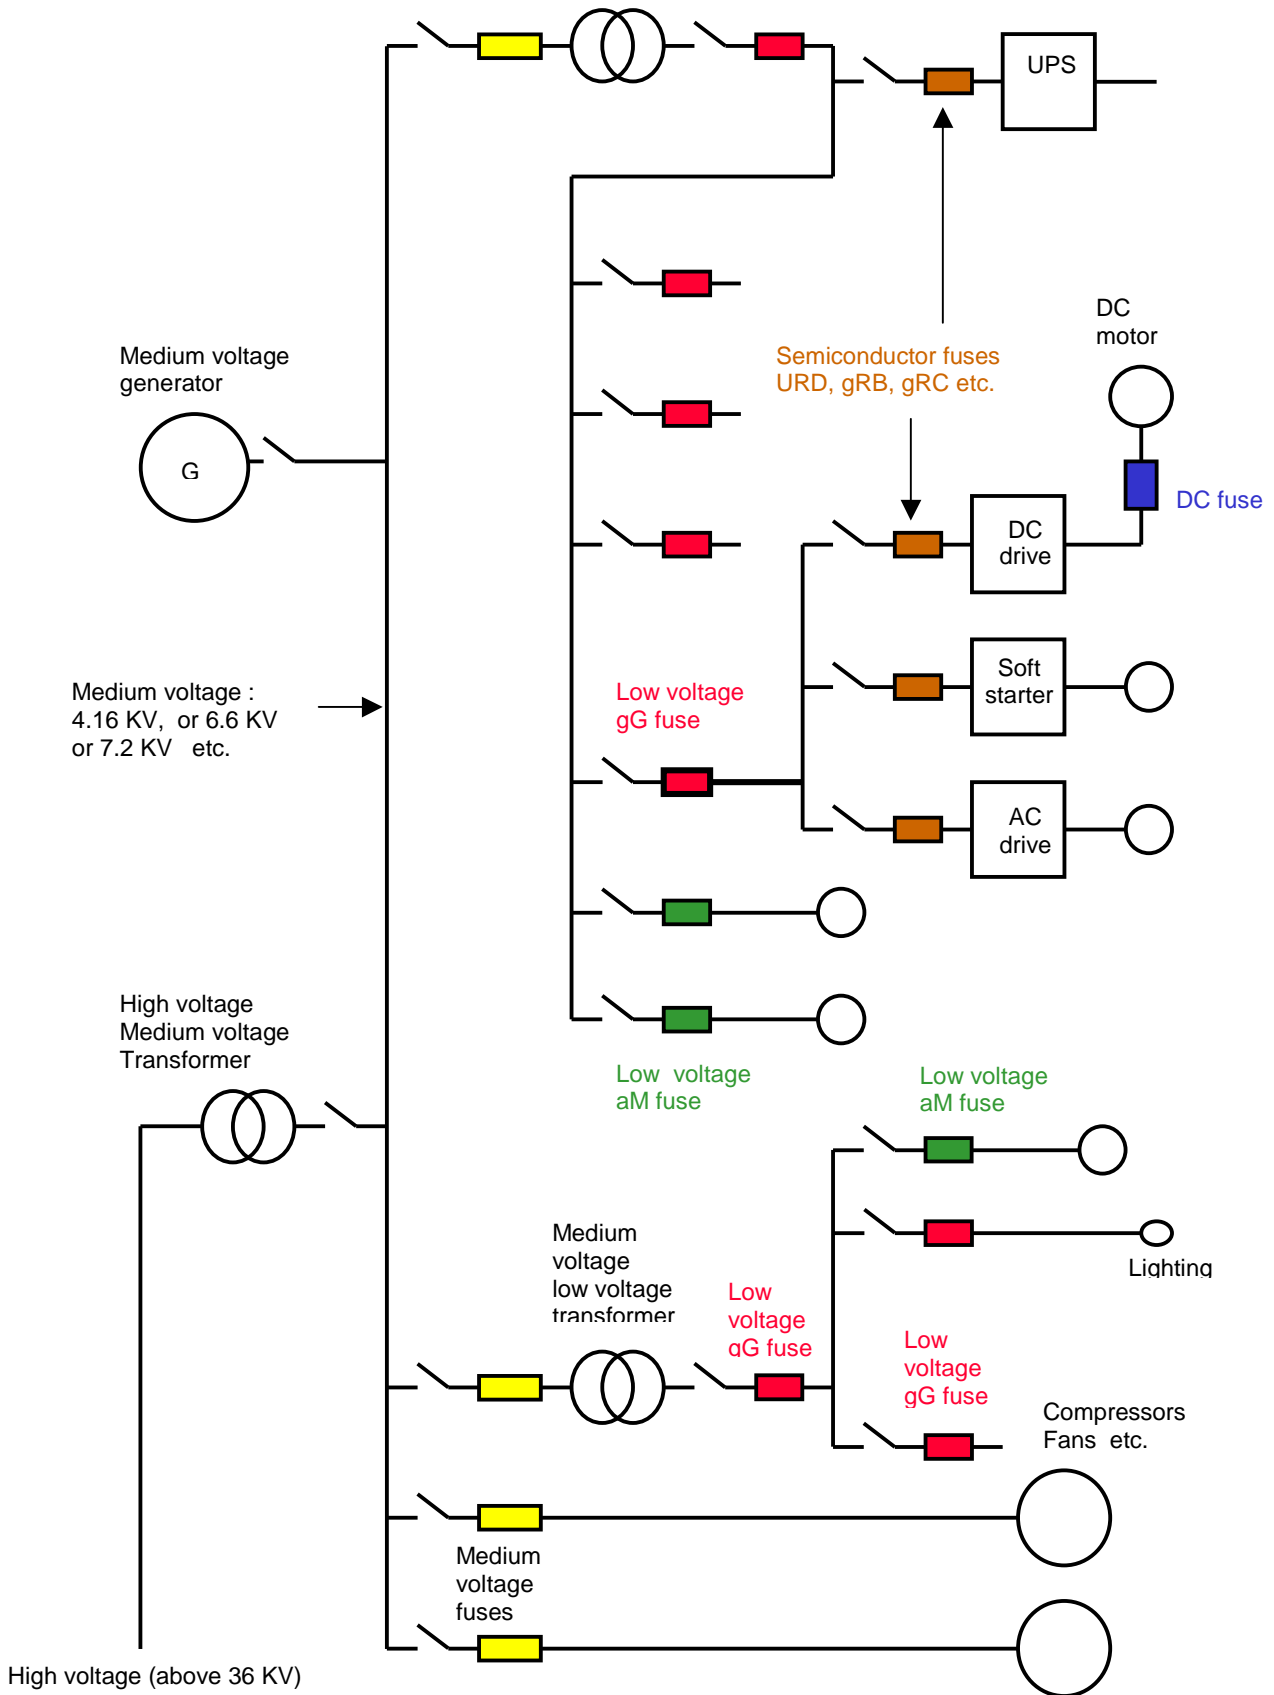 UPS
DC
motor
Medium voltage
generator
Semiconductor fuses
URD, gRB, gRC etc.
G
DC fuse
DC
drive
Soft
starter
Medium voltage :
4.16 KV, or 6.6 KV
or 7.2 KV etc.
Low voltage
gG fuse
AC
drive
High voltage
Medium voltage
Transformer
Low voltage
aM fuse
Low voltage
aM fuse
Medium
voltage
low voltage
transformer
Lighting
Low
voltage
gG fuse
Low
voltage
gG fuse
Compressors
Fans etc.
Medium
voltage
fuses
High voltage (above 36 KV)